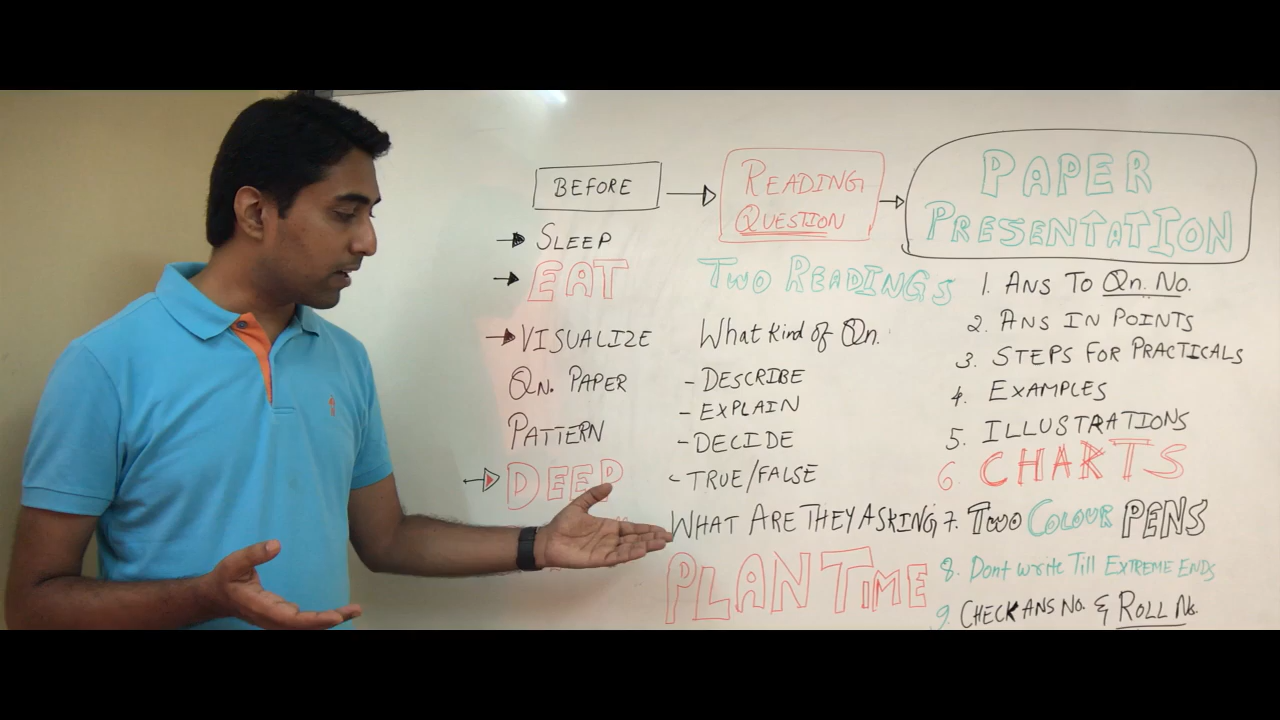 BEFORE
SLEEP
EAT
VISUALIZE
QN. PAPER
PATTERN
DEEP
READING
QUESTION
TWO READINGS
What kind of Qn.
- DESCRIBE
- EXPLAIN
- DECIDE
- TRUE/FALSE
WHAT ARE THEY ASKING
PLAN TIME
PAPER
PRESENTATION
1. ANS TO Qn. No.
2. ANS IN POINTS
3. STEPS FOR PRACTICALS
4. EXAMPLES
5. ILLUSTRATIONS
6. CHARTS
7. TWO COLOUR PENS
8. Dont write Till EXTREME ENDS
9. CHECK ANS NO. & ROLL No.